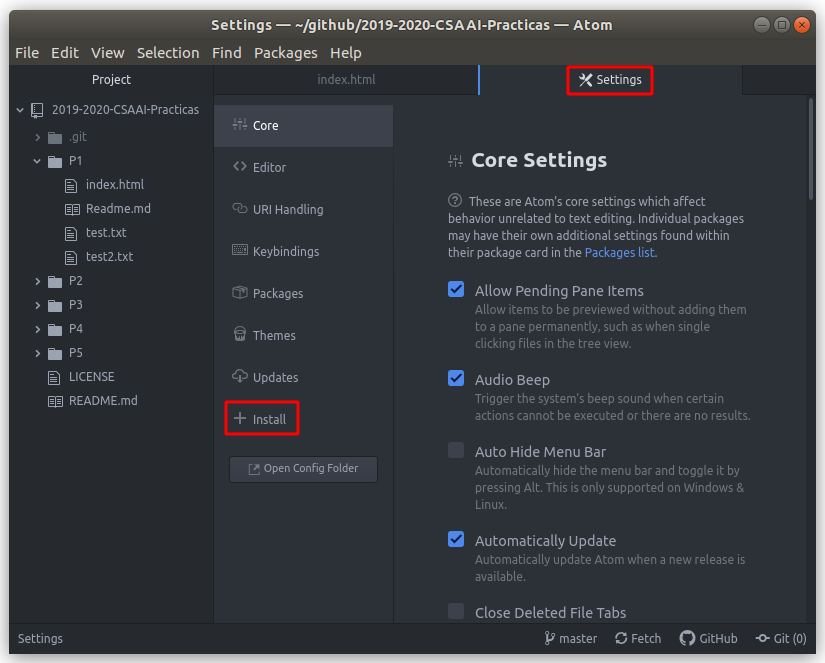 Settings — ~/github/2019-2020-CSAAI-Practicas — Atom
File Edit View Selection Find Packages Help
Project
index.html
Settings
2019-2020-CSAAI-Practicas
.git
P1
index.html
Readme.md
test.txt
test2.txt
P2
P3
P4
P5
LICENSE
README.md
Core
Editor
URI Handling
Keybindings
Packages
Themes
Updates
Install
Open Config Folder
Core Settings
These are Atom's core settings which affect
behavior unrelated to text editing. Individual packages
may have their own additional settings found within
their package card in the Packages list.
Allow Pending Pane Items
Allow items to be previewed without adding them
to a pane permanently, such as when single
clicking files in the tree view.
Audio Beep
Trigger the system's beep sound when certain
actions cannot be executed or there are no results.
Auto Hide Menu Bar
Automatically hide the menu bar and toggle it by
pressing Alt. This is only supported on Windows &
Linux.
Automatically Update
Automatically update Atom when a new release is
available.
Close Deleted File Tabs
Settings
master Fetch GitHub Git (0)